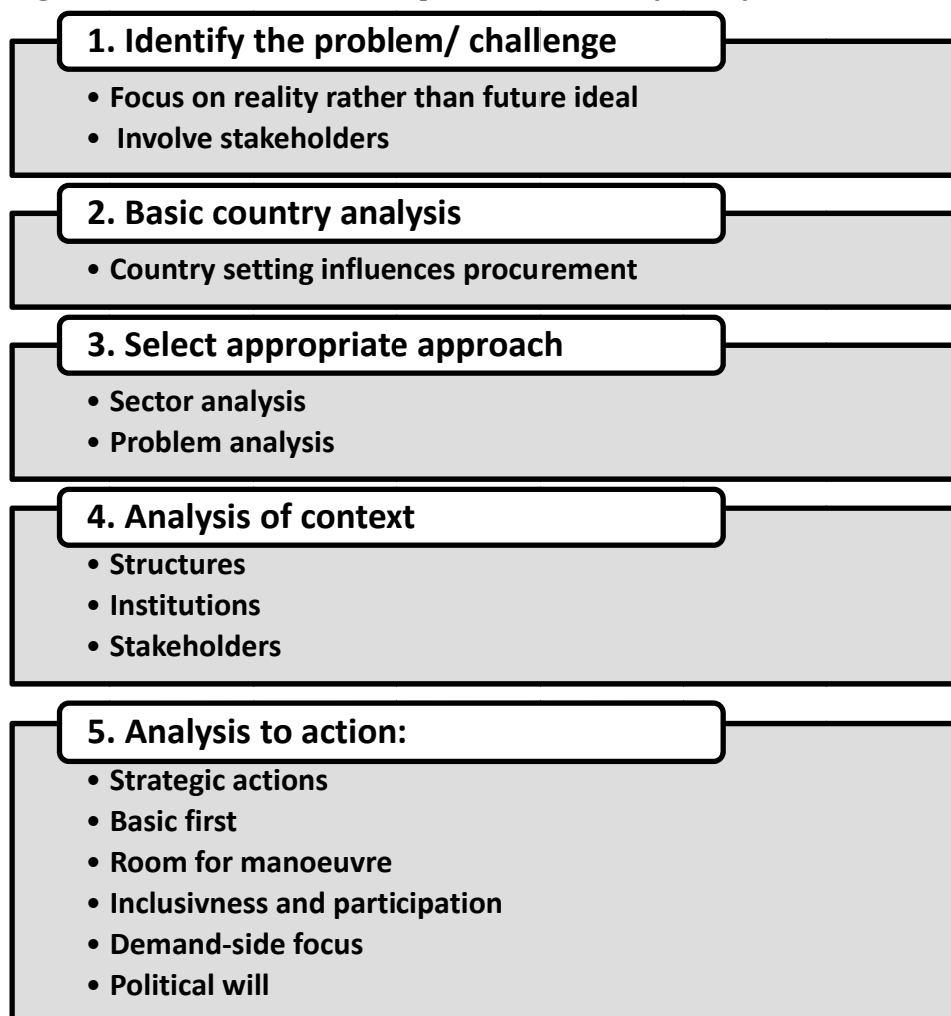 1. Identify the problem/ challenge
• Focus on reality rather than future ideal
• Involve stakeholders
2. Basic country analysis
• Country setting influences procurement
3. Select appropriate approach
• Sector analysis
• Problem analysis
4. Analysis of context
• Structures
• Institutions
• Stakeholders
5. Analysis to action:
• Strategic actions
• Basic first
• Room for manoeuvre
• Inclusivness and participation
• Demand-side focus
• Political will